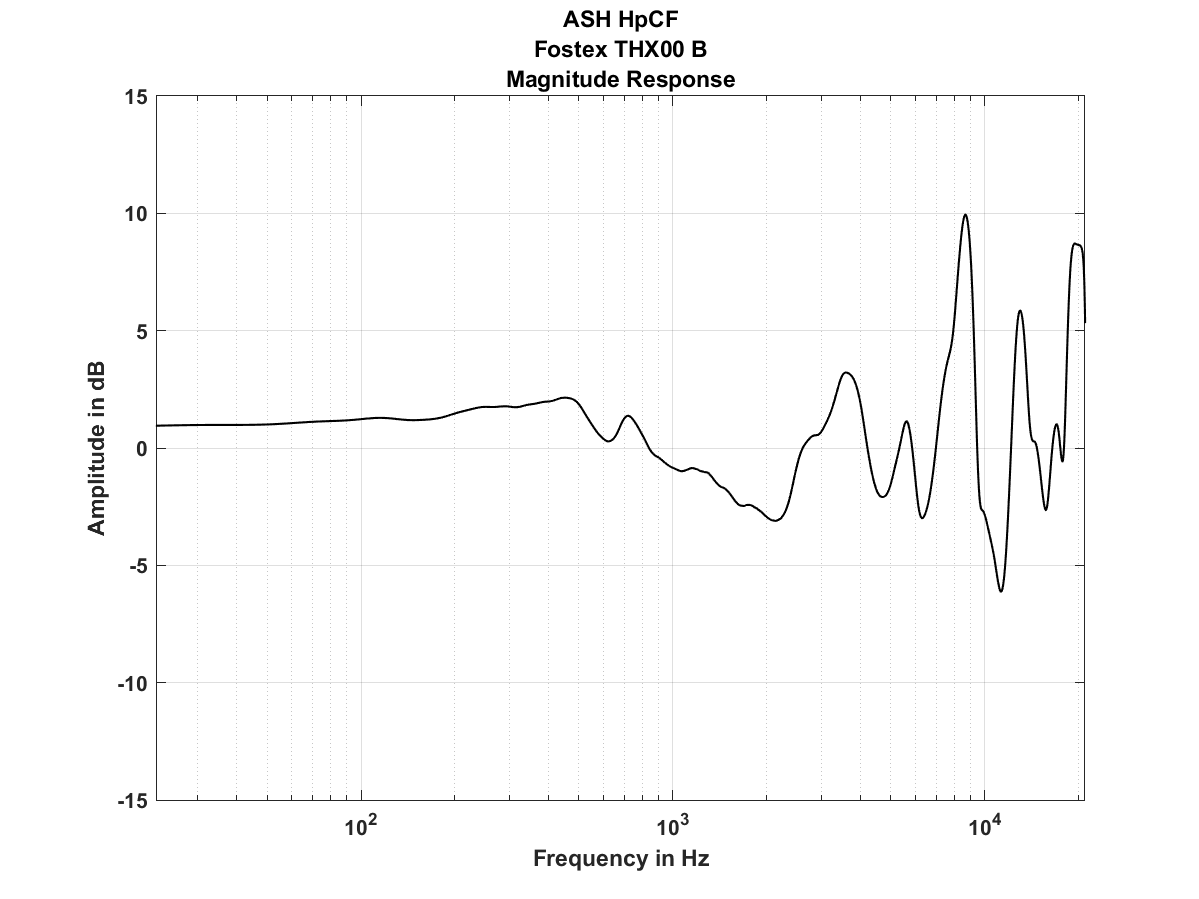 ASH HpCF
Fostex THX00 B
Magnitude Response
15
10
5
0
-5
-10
-15
Amplitude in dB
10²
10³
10⁴
Frequency in Hz